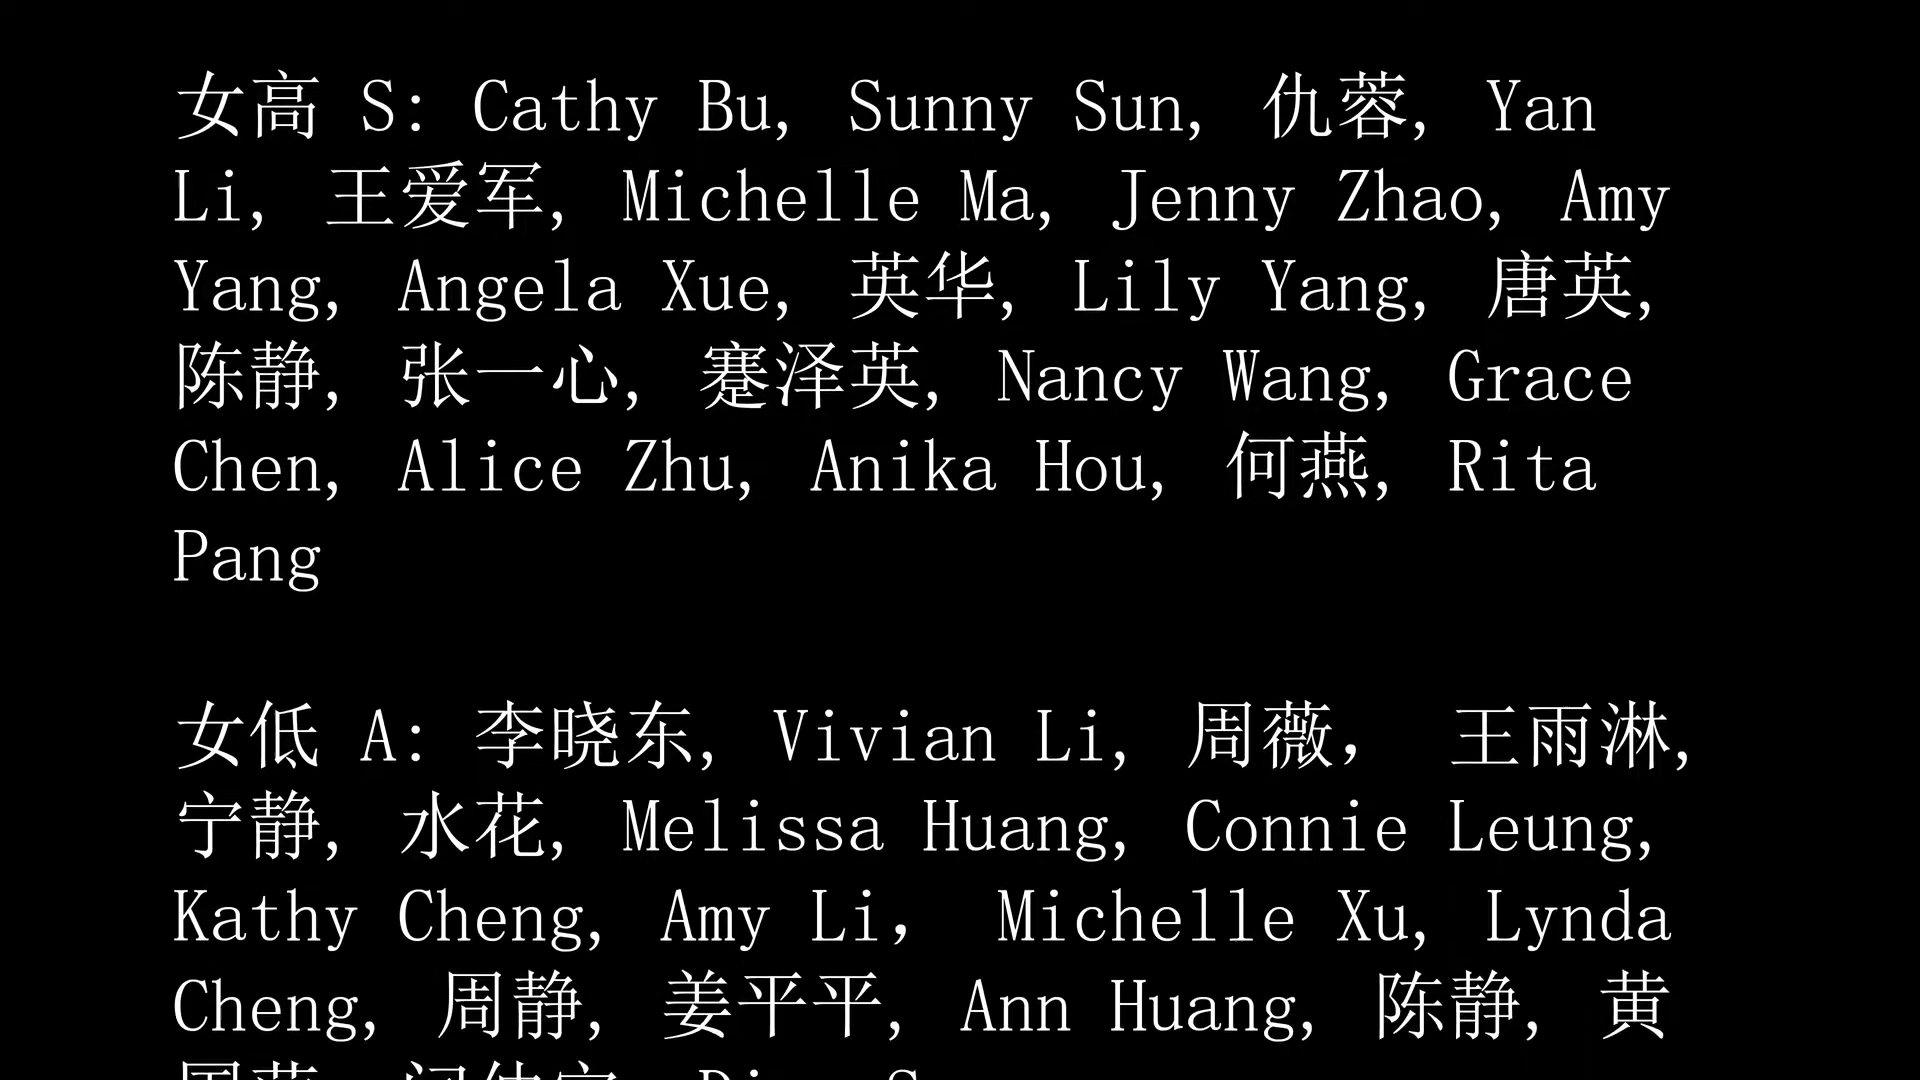 女高 S: Cathy Bu, Sunny Sun, 仇蓉, Yan
Li, 王爱军, Michelle Ma, Jenny Zhao, Amy
Yang, Angela Xue, 英华, Lily Yang, 唐英,
陈静, 张一心, 蹇泽英, Nancy Wang, Grace
Chen, Alice Zhu, Anika Hou, 何燕, Rita
Pang
女低 A: 李晓东, Vivian Li, 周薇， 王雨淋,
宁静, 水花, Melissa Huang, Connie Leung,
Kathy Cheng, Amy Li， Michelle Xu, Lynda
Cheng, 周静, 姜平平, Ann Huang, 陈静, 黄